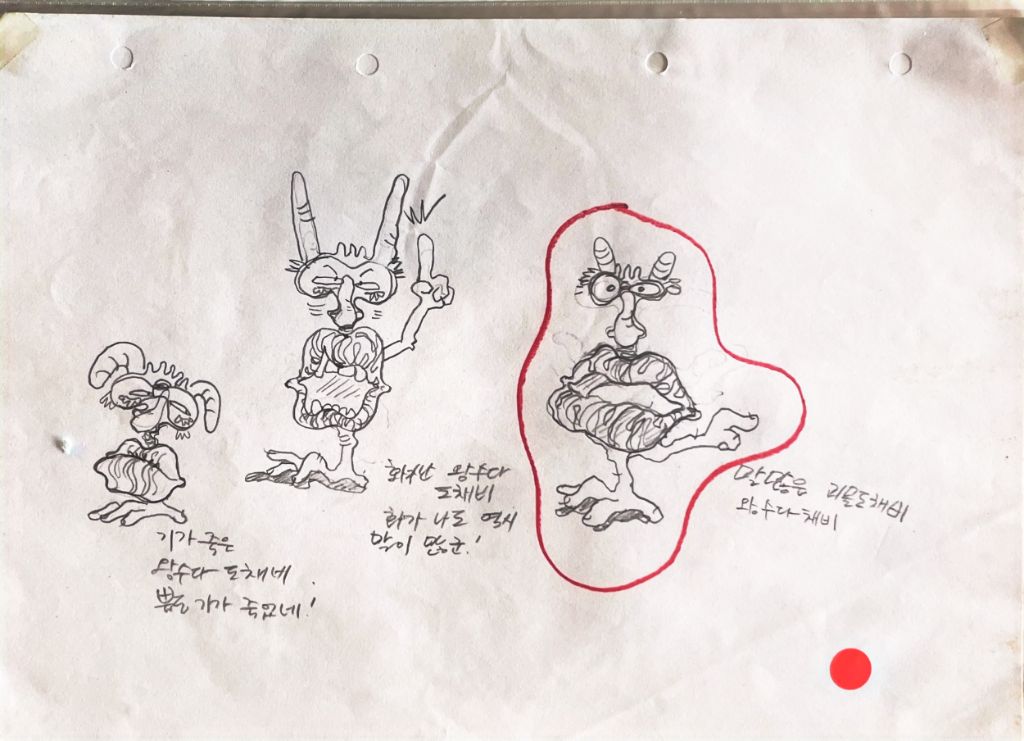 기가 죽은
왕수다 도채비
뿔도 기가 죽었네!
화가난 왕수다
도채비
화가 나도 역시
말이 많군!
말많은 괴물도채비
왕수다채비